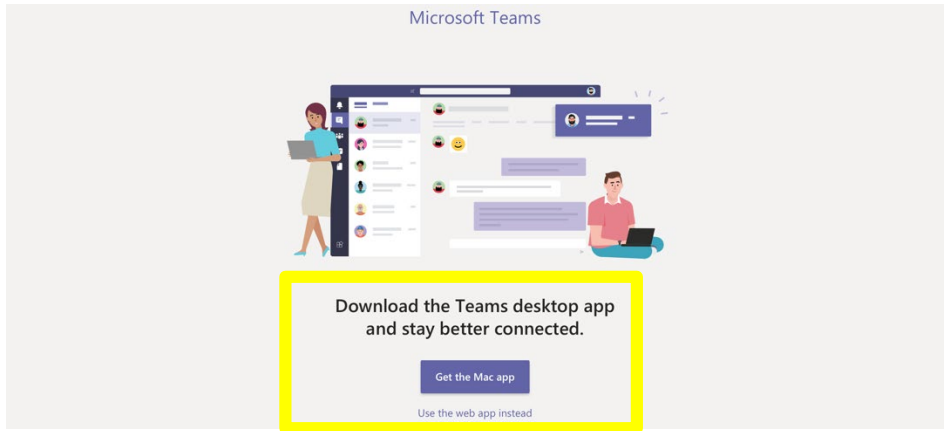 Microsoft Teams
Download the Teams desktop app
and stay better connected.
Get the Mac app
Use the web app instead